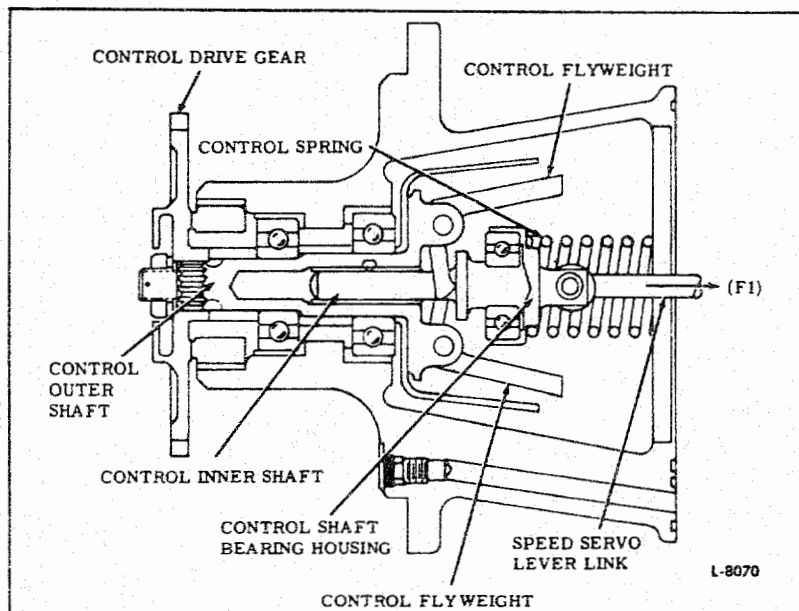 CONTROL DRIVE GEAR
CONTROL FLYWEIGHT
CONTROL SPRING
(F1)
CONTROL
OUTER
SHAFT
CONTROL INNER SHAFT
CONTROL SHAFT
BEARING HOUSING
SPEED SERVO
LEVER LINK
L-8070
CONTROL FLYWEIGHT